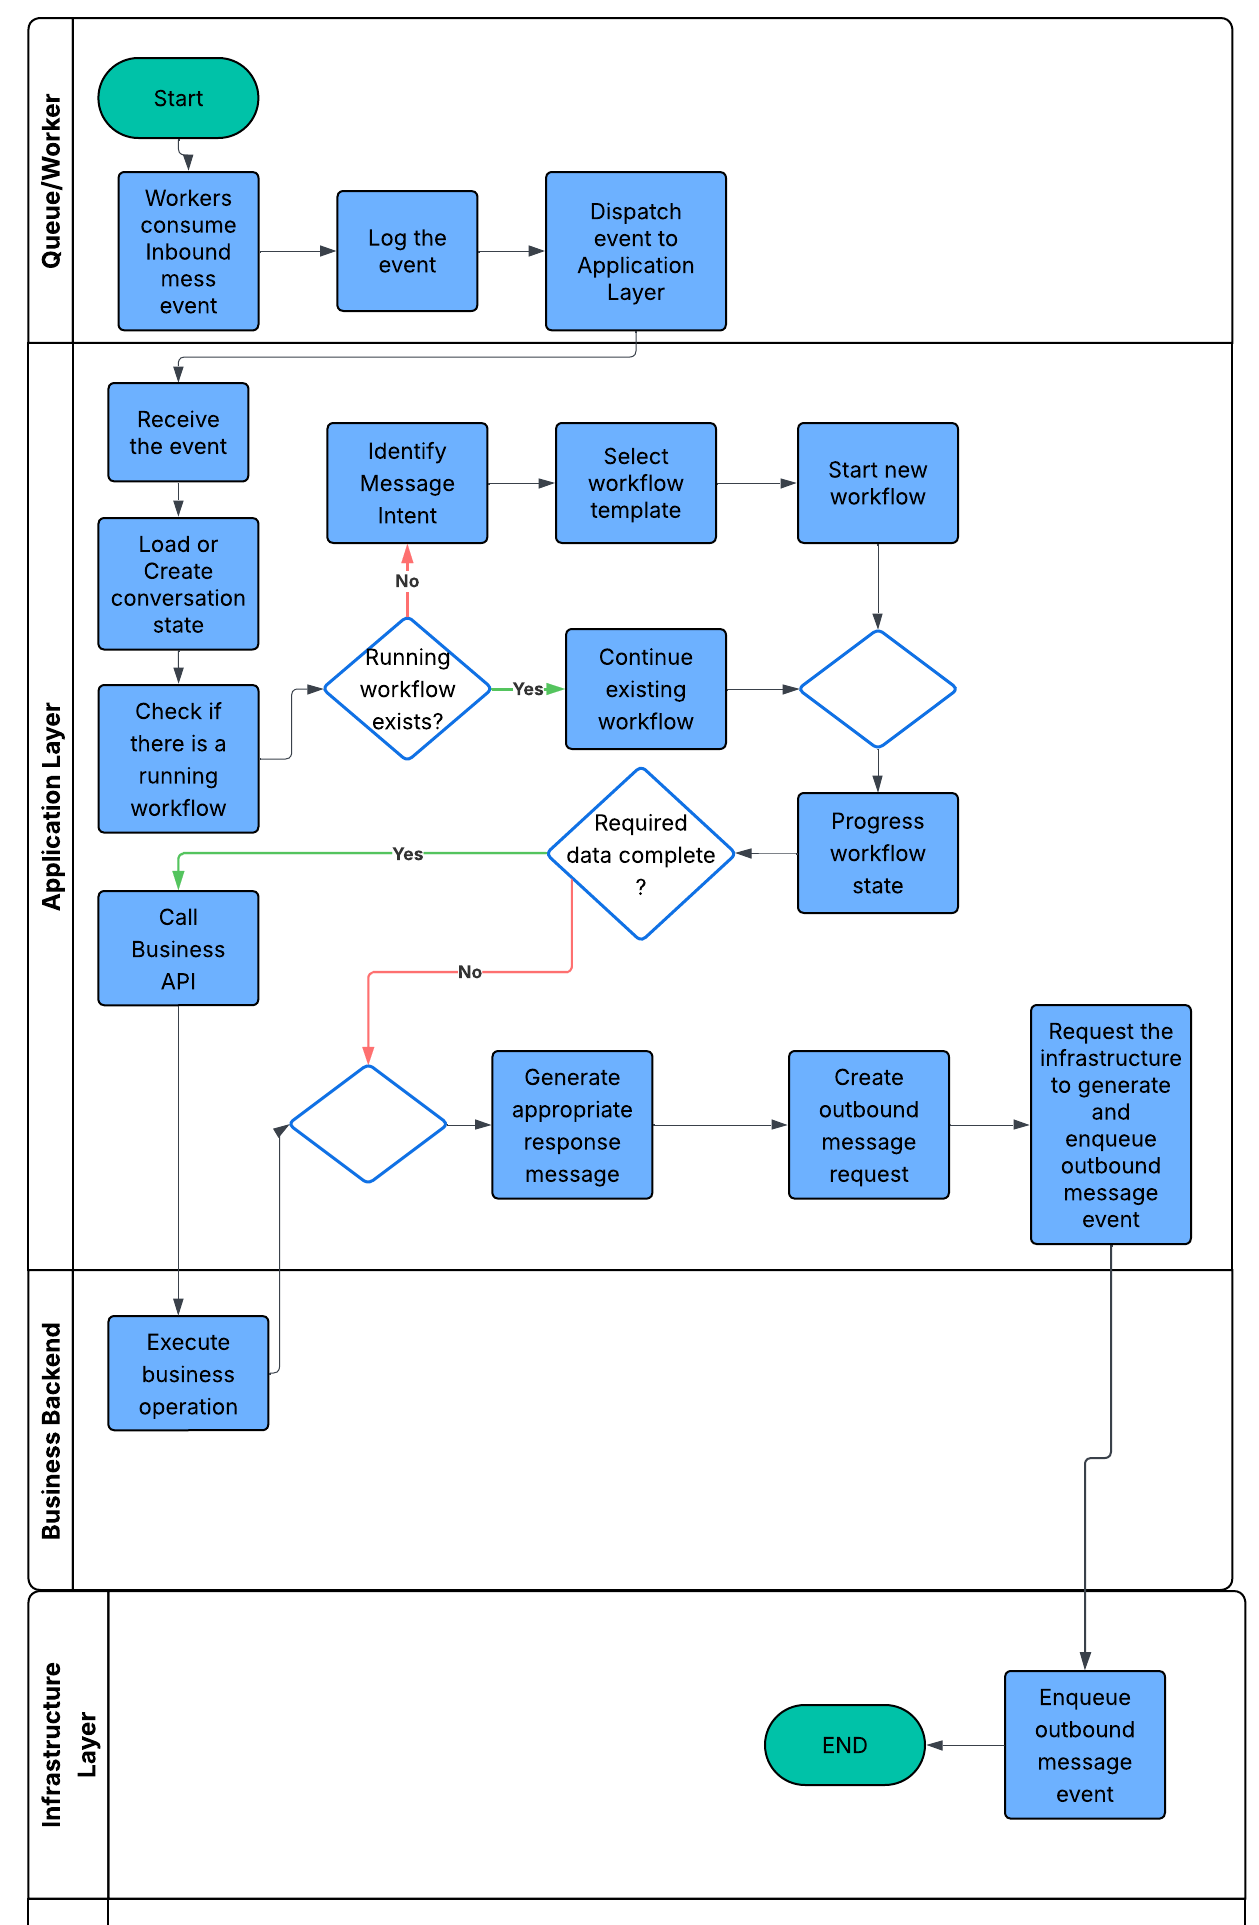 Queue/Worker
Start
Workers
consume
Inbound
mess
event
Log the
event
Dispatch
event to
Application
Layer
Application Layer
Receive
the event
Identify
Message
Intent
Select
workflow
template
Start new
workflow
Load or
Create
conversation
state
No
Running
workflow
exists?
Yes
Continue
existing
workflow
Check if
there is a
running
workflow
Required
data complete
?
Progress
workflow
state
Yes
Call
Business
API
No
Generate
appropriate
response
message
Create
outbound
message
request
Request the
infrastructure
to generate
and
enqueue
outbound
message
event
Business Backend
Execute
business
operation
Infrastructure
Layer
END
Enqueue
outbound
message
event